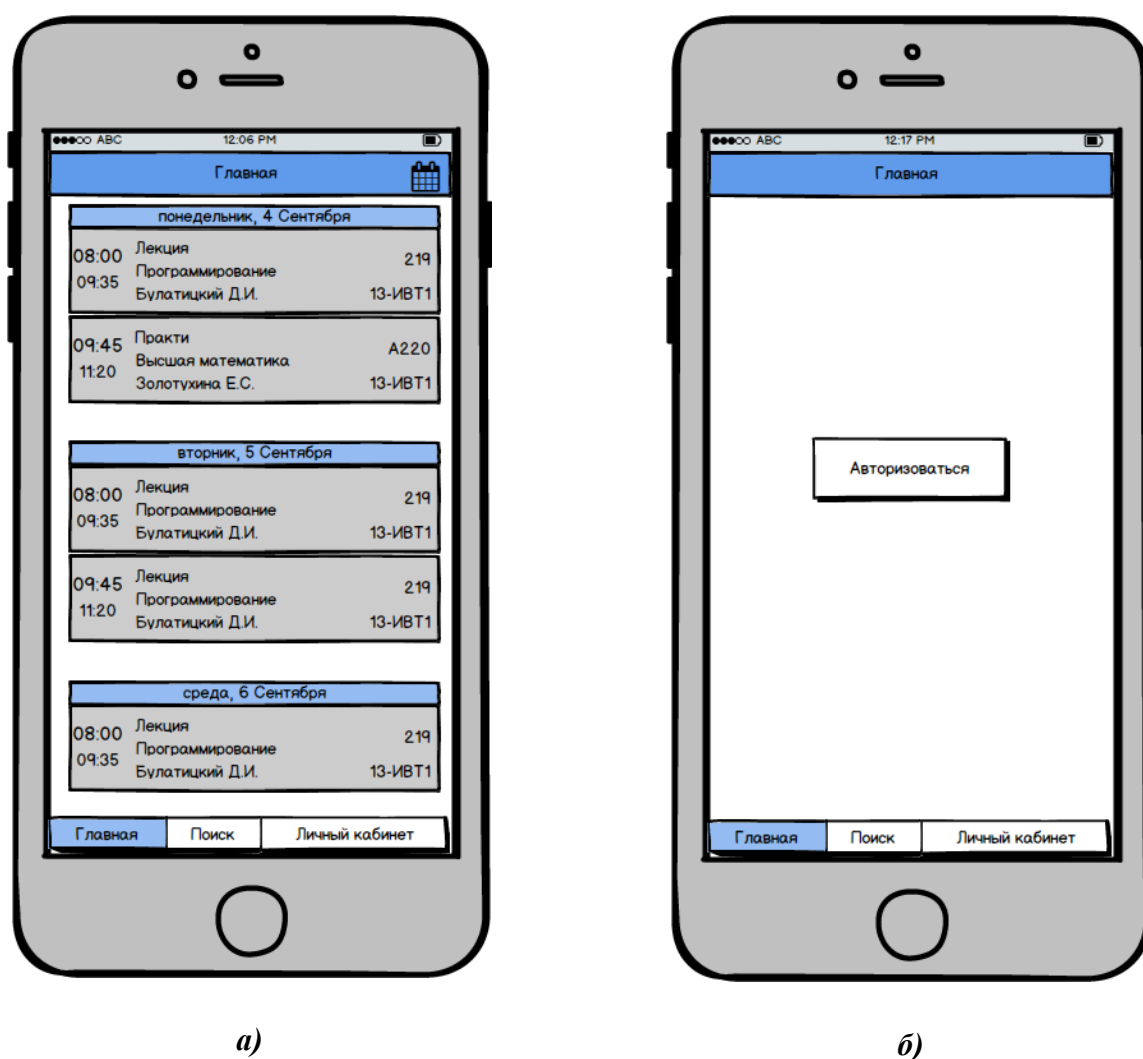 ABC 12:06 PM
Главная
понедельник, 4 Сентября
08:00 Лекция 219
09:35 Программирование
Булатицкий Д.И. 13-ИВТ1
09:45 Практи А220
11:20 Высшая математика
Золотухина Е.С. 13-ИВТ1
вторник, 5 Сентября
08:00 Лекция 219
09:35 Программирование
Булатицкий Д.И. 13-ИВТ1
09:45 Лекция 219
11:20 Программирование
Булатицкий Д.И. 13-ИВТ1
среда, 6 Сентября
08:00 Лекция 219
09:35 Программирование
Булатицкий Д.И. 13-ИВТ1
Главная Поиск Личный кабинет
а)
ABC 12:17 PM
Главная
Авторизоваться
Главная Поиск Личный кабинет
б)